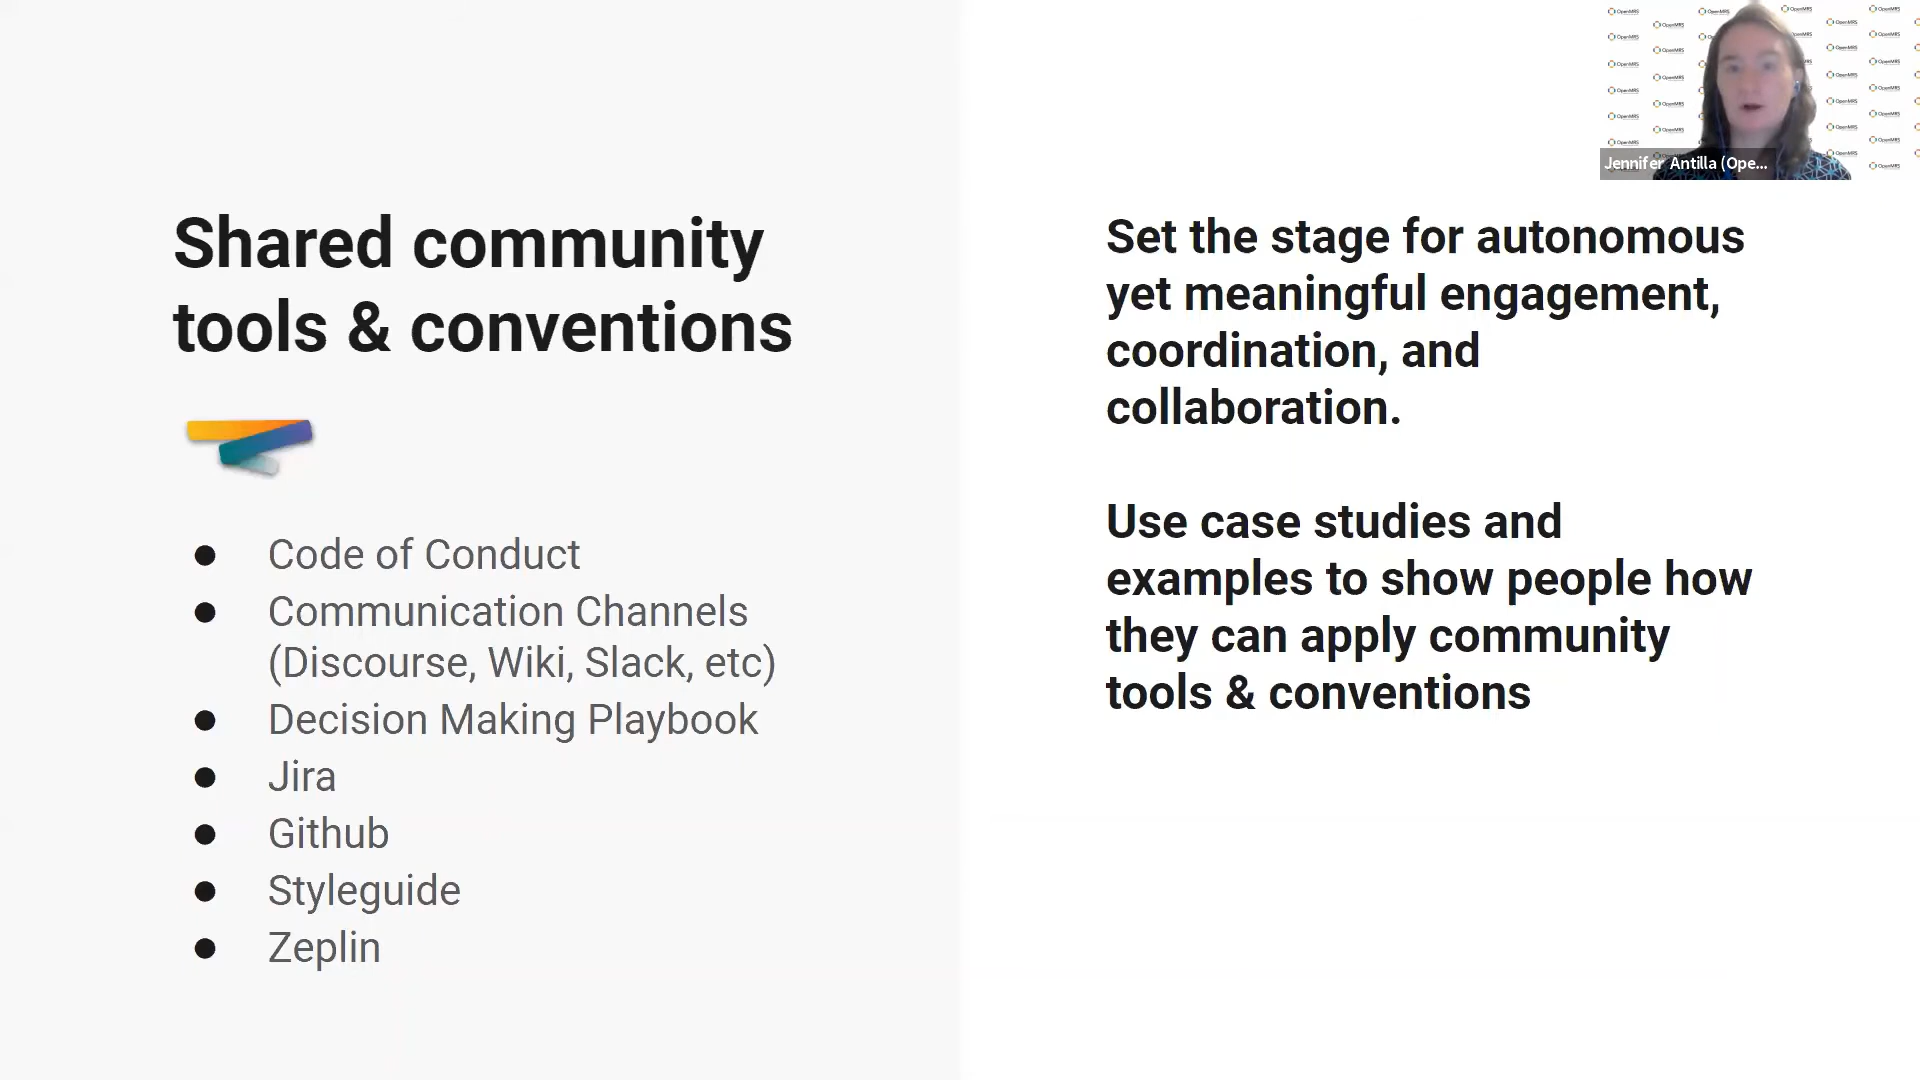 Shared community
tools & conventions
Code of Conduct
Communication Channels
(Discourse, Wiki, Slack, etc)
Decision Making Playbook
Jira
Github
Styleguide
Zeplin
Set the stage for autonomous
yet meaningful engagement,
coordination, and
collaboration.
Use case studies and
examples to show people how
they can apply community
tools & conventions
OpenMRS
Jennifer Antilla (Ope...